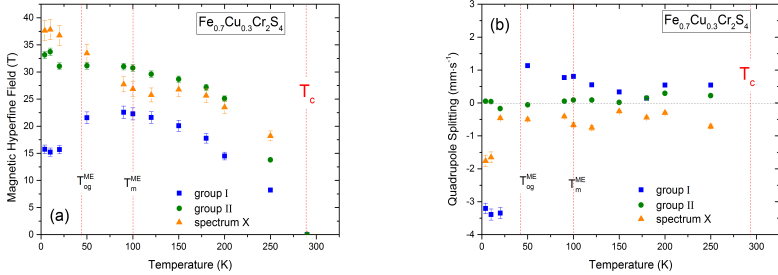 Fe0.7Cu0.3Cr2S4
Magnetic Hyperfine Field (T)
40
35
30
25
20
15
10
5
0
Tc
TogME
TmME
group I
group II
spectrum X
(a)
0 50 100 150 200 250 300
Temperature (K)
(b)
Fe0.7Cu0.3Cr2S4
Quadrupole Splitting (mm·s-1)
3
2
1
0
-1
-2
-3
-4
Tc
TogME
TmME
group I
group II
spectrum X
0 50 100 150 200 250 300
Temperature (K)